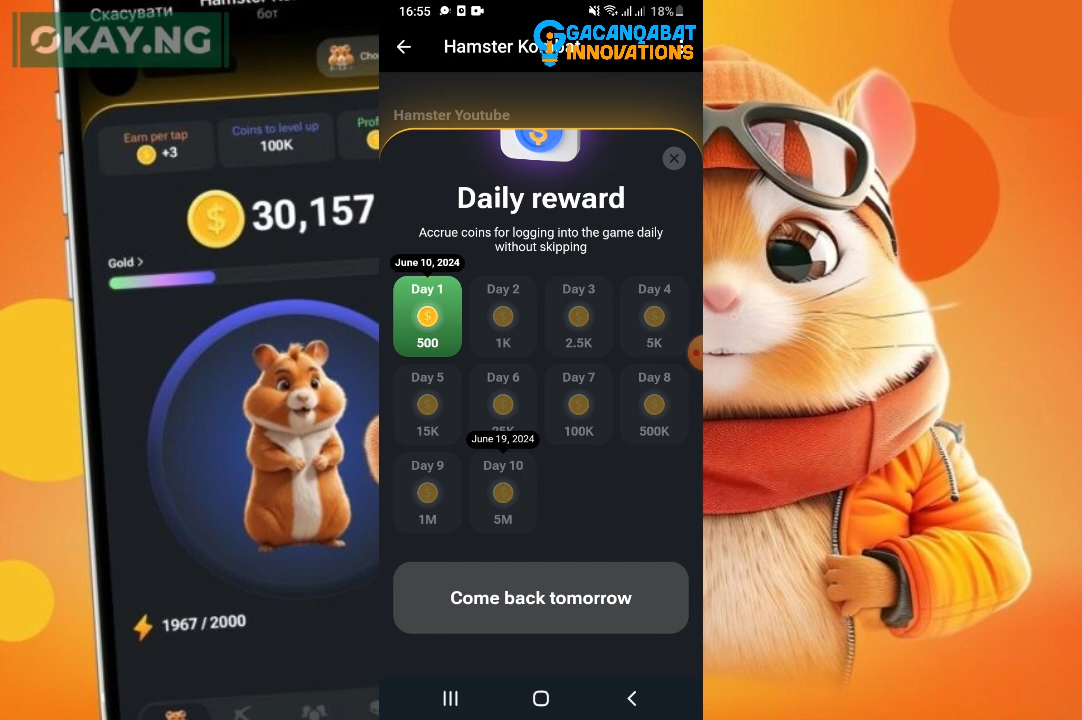 Скасувати
бот
OKAY.NG
Earn per tap
+3
Coins to level up
100K
30,157
Gold >
1967 / 2000
16:55
18%
Hamster Ko
GACANQABAT
INNOVATIONS
Hamster Youtube
Daily reward
Accrue coins for logging into the game daily
without skipping
June 10, 2024
Day 1
Day 2
Day 3
Day 4
500
1K
2.5K
5K
Day 5
Day 6
Day 7
Day 8
15K
25K
100K
500K
June 19, 2024
Day 9
Day 10
1M
5M
Come back tomorrow